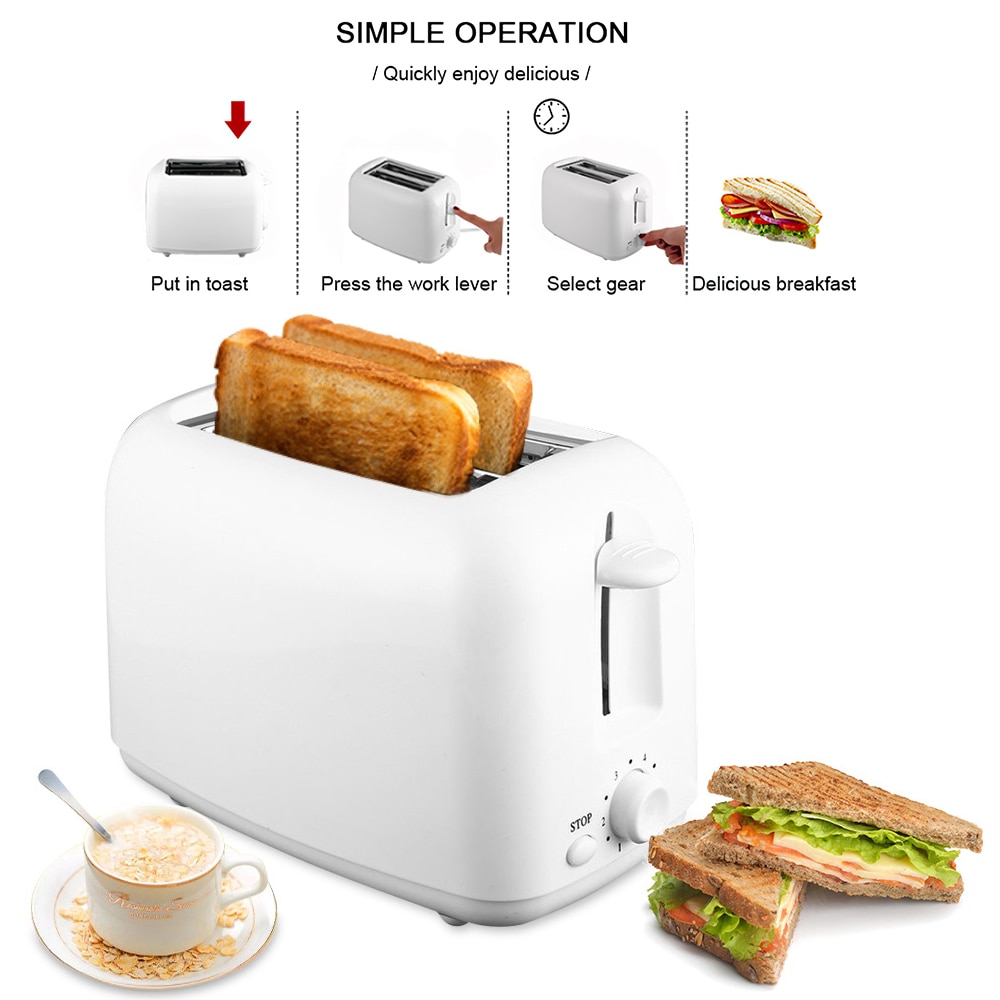 SIMPLE OPERATION
/ Quickly enjoy delicious /
Put in toast
Press the work lever
Select gear
Delicious breakfast
4
3
STOP
2
1